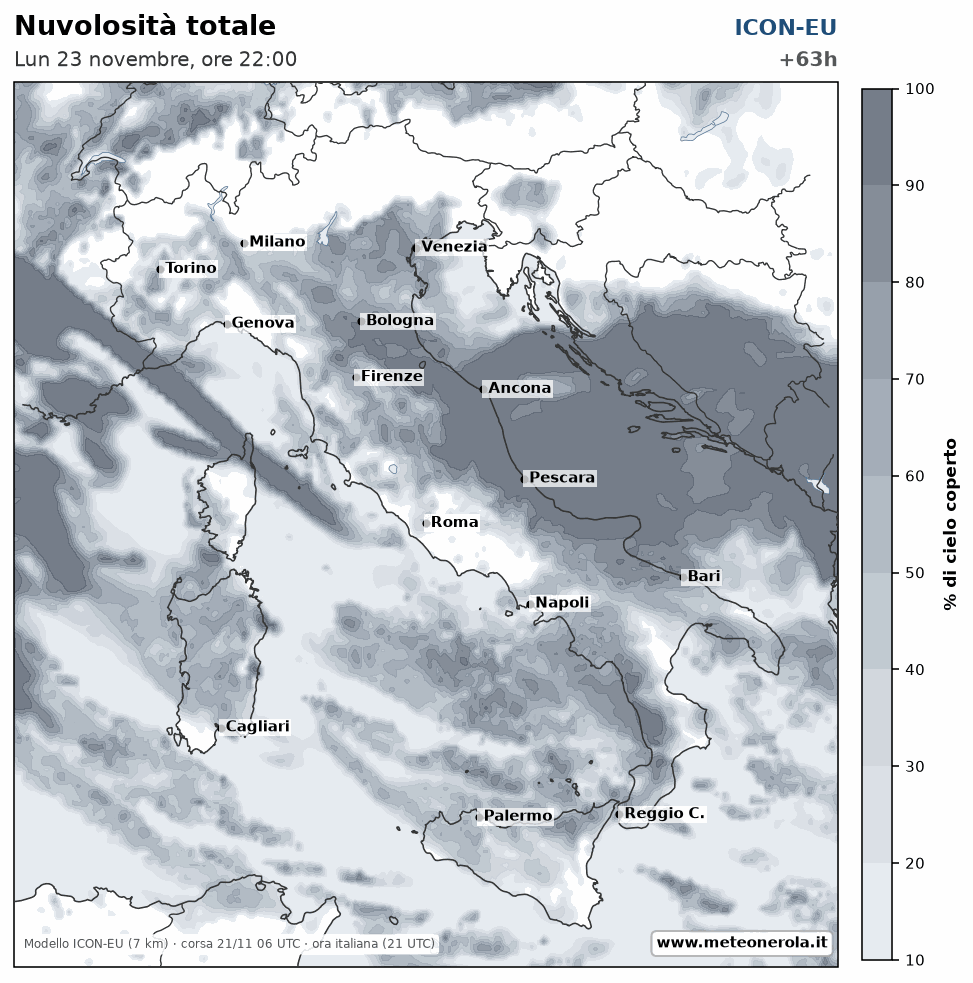 Nuvolosità totale
ICON-EU
Lun 23 novembre, ore 22:00
+63h
100
90
80
70
60
50
40
30
20
10
% di cielo coperto
Milano
Venezia
Torino
Genova
Bologna
Firenze
Ancona
Pescara
Roma
Bari
Napoli
Cagliari
Palermo
Reggio C.
Modello ICON-EU (7 km) · corsa 21/11 06 UTC · ora italiana (21 UTC)
www.meteonerola.it